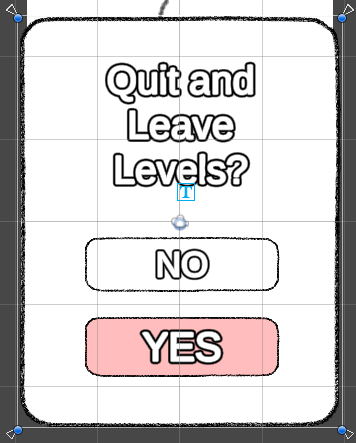 Quit and
Leave
Levels?
T
NO
YES